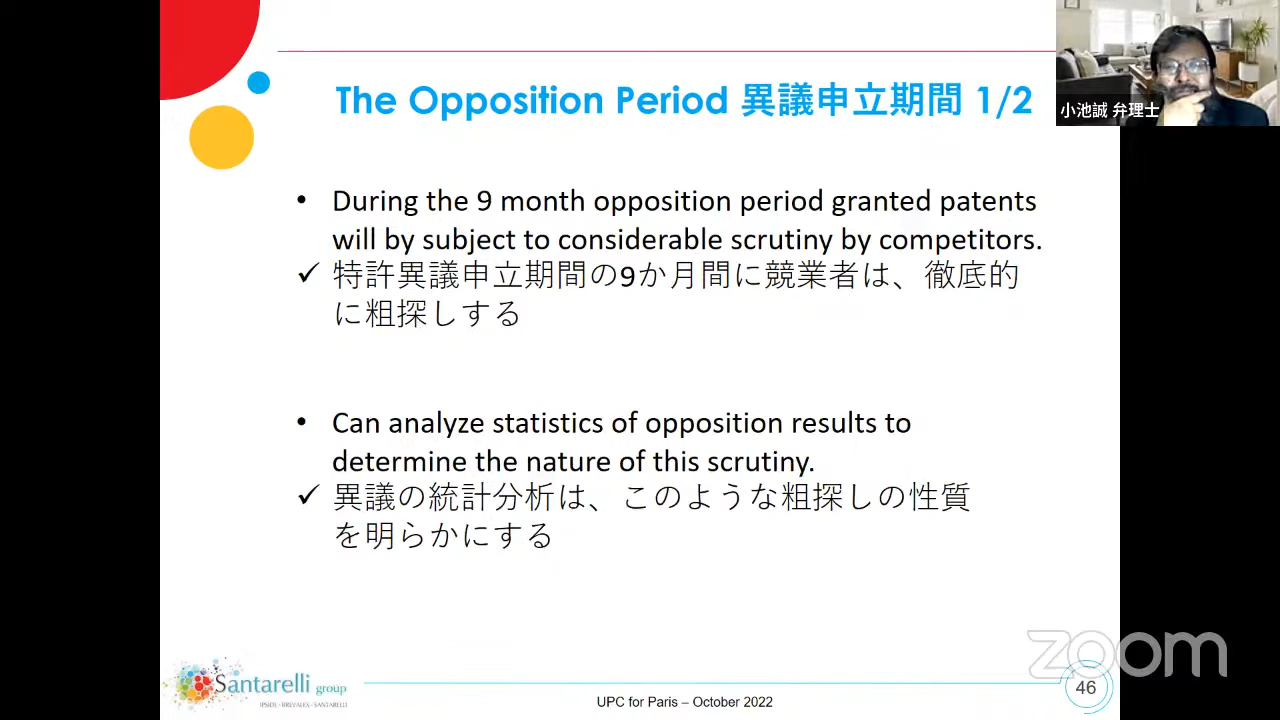 The Opposition Period 異議申立期間 1/2
小池誠 弁理士
• During the 9 month opposition period granted patents
will by subject to considerable scrutiny by competitors.
✓ 特許異議申立期間の9か月間に競業者は、徹底的
に粗探しする
• Can analyze statistics of opposition results to
determine the nature of this scrutiny.
✓ 異議の統計分析は、このような粗探しの性質
を明らかにする
zoom
Santarelli group
IPSIDE · BREVALEX · SANTARELLI
UPC for Paris – October 2022
46